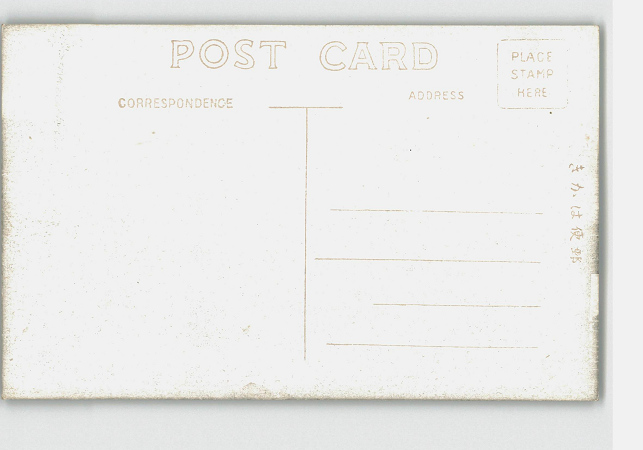 POST CARD
CORRESPONDENCE
ADDRESS
PLACE
STAMP
HERE
きかは便郵